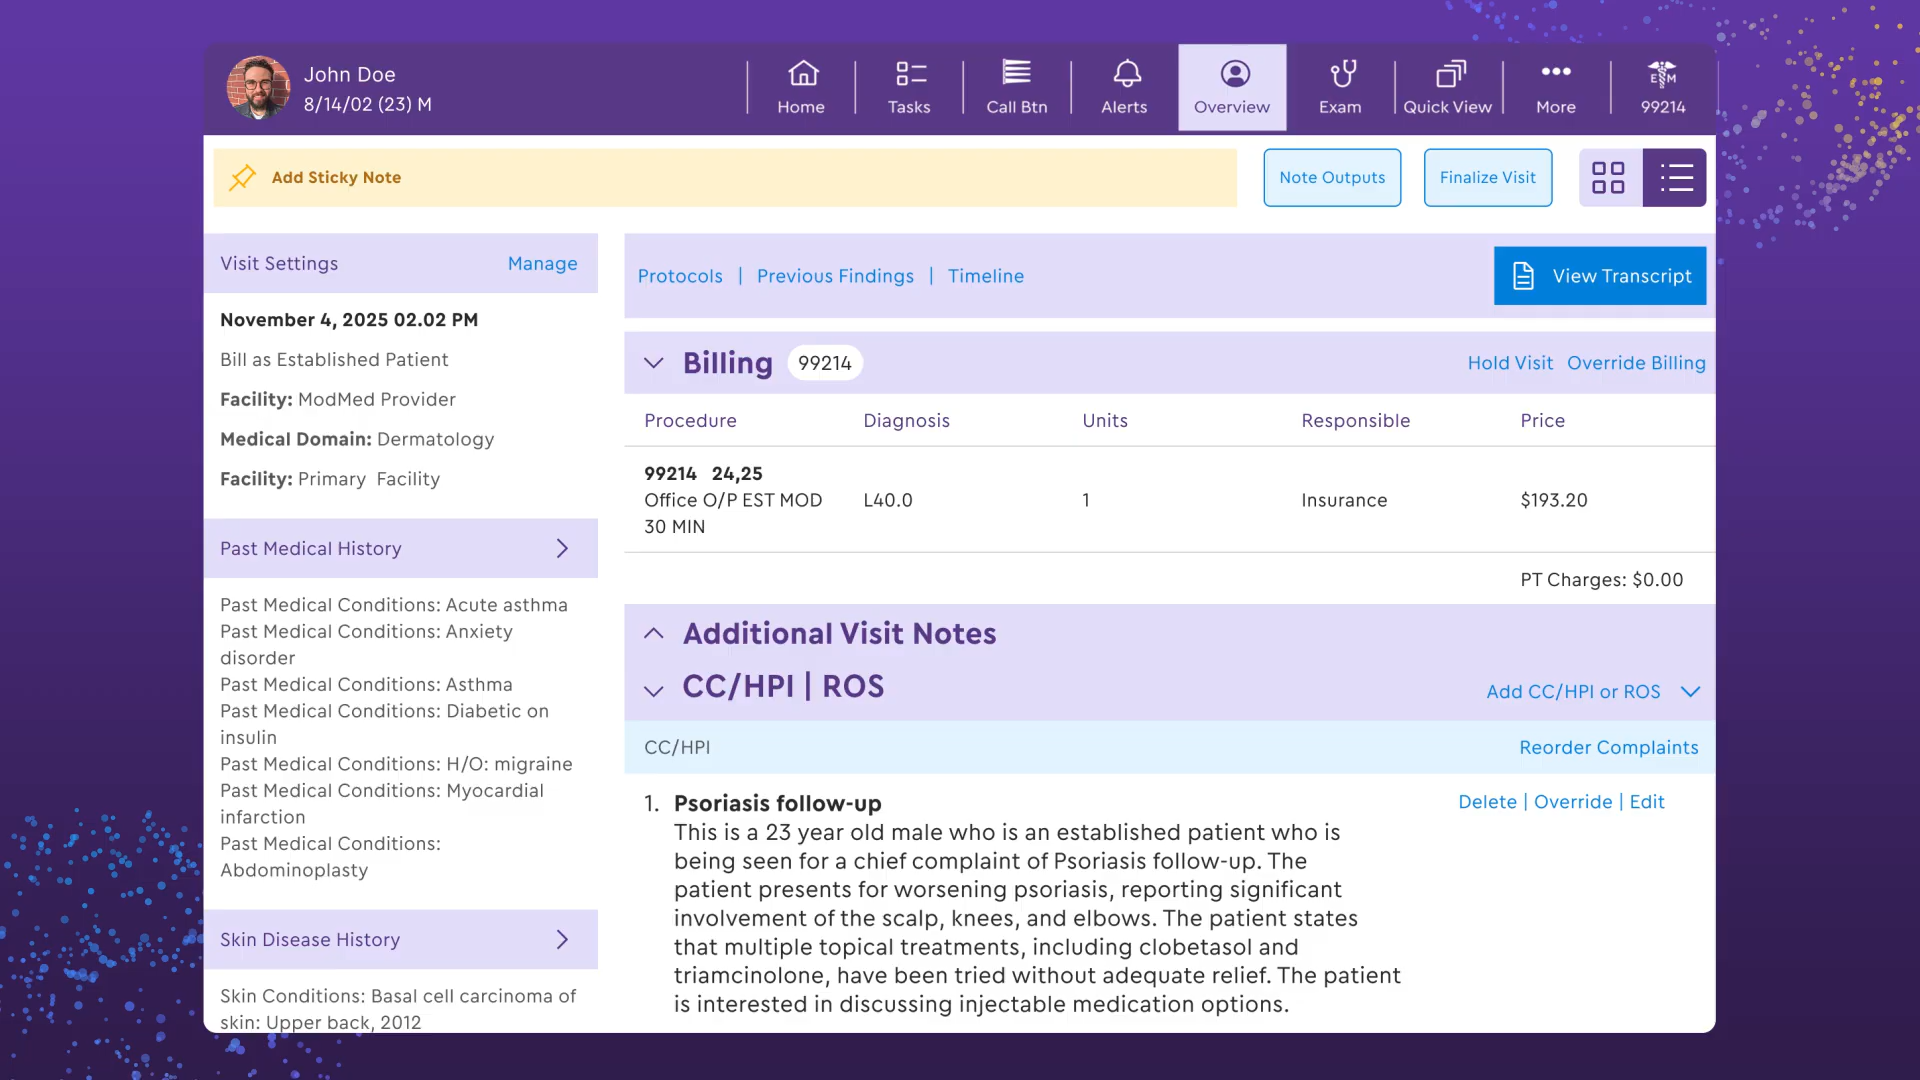 John Doe
8/14/02 (23) M
Home
Tasks
Call Btn
Alerts
Overview
Exam
Quick View
More
E M
99214
Add Sticky Note
Note Outputs
Finalize Visit
Visit Settings
Manage
November 4, 2025 02.02 PM
Bill as Established Patient
Facility: ModMed Provider
Medical Domain: Dermatology
Facility: Primary Facility
Past Medical History
Past Medical Conditions: Acute asthma
Past Medical Conditions: Anxiety
disorder
Past Medical Conditions: Asthma
Past Medical Conditions: Diabetic on
insulin
Past Medical Conditions: H/O: migraine
Past Medical Conditions: Myocardial
infarction
Past Medical Conditions:
Abdominoplasty
Skin Disease History
Skin Conditions: Basal cell carcinoma of
skin: Upper back, 2012
Protocols | Previous Findings | Timeline
View Transcript
Billing 99214
Hold Visit Override Billing
Procedure Diagnosis Units Responsible Price
99214 24,25
Office O/P EST MOD L40.0 1 Insurance $193.20
30 MIN
PT Charges: $0.00
Additional Visit Notes
CC/HPI | ROS
Add CC/HPI or ROS
CC/HPI
Reorder Complaints
1. Psoriasis follow-up
Delete | Override | Edit
This is a 23 year old male who is an established patient who is
being seen for a chief complaint of Psoriasis follow-up. The
patient presents for worsening psoriasis, reporting significant
involvement of the scalp, knees, and elbows. The patient states
that multiple topical treatments, including clobetasol and
triamcinolone, have been tried without adequate relief. The patient
is interested in discussing injectable medication options.